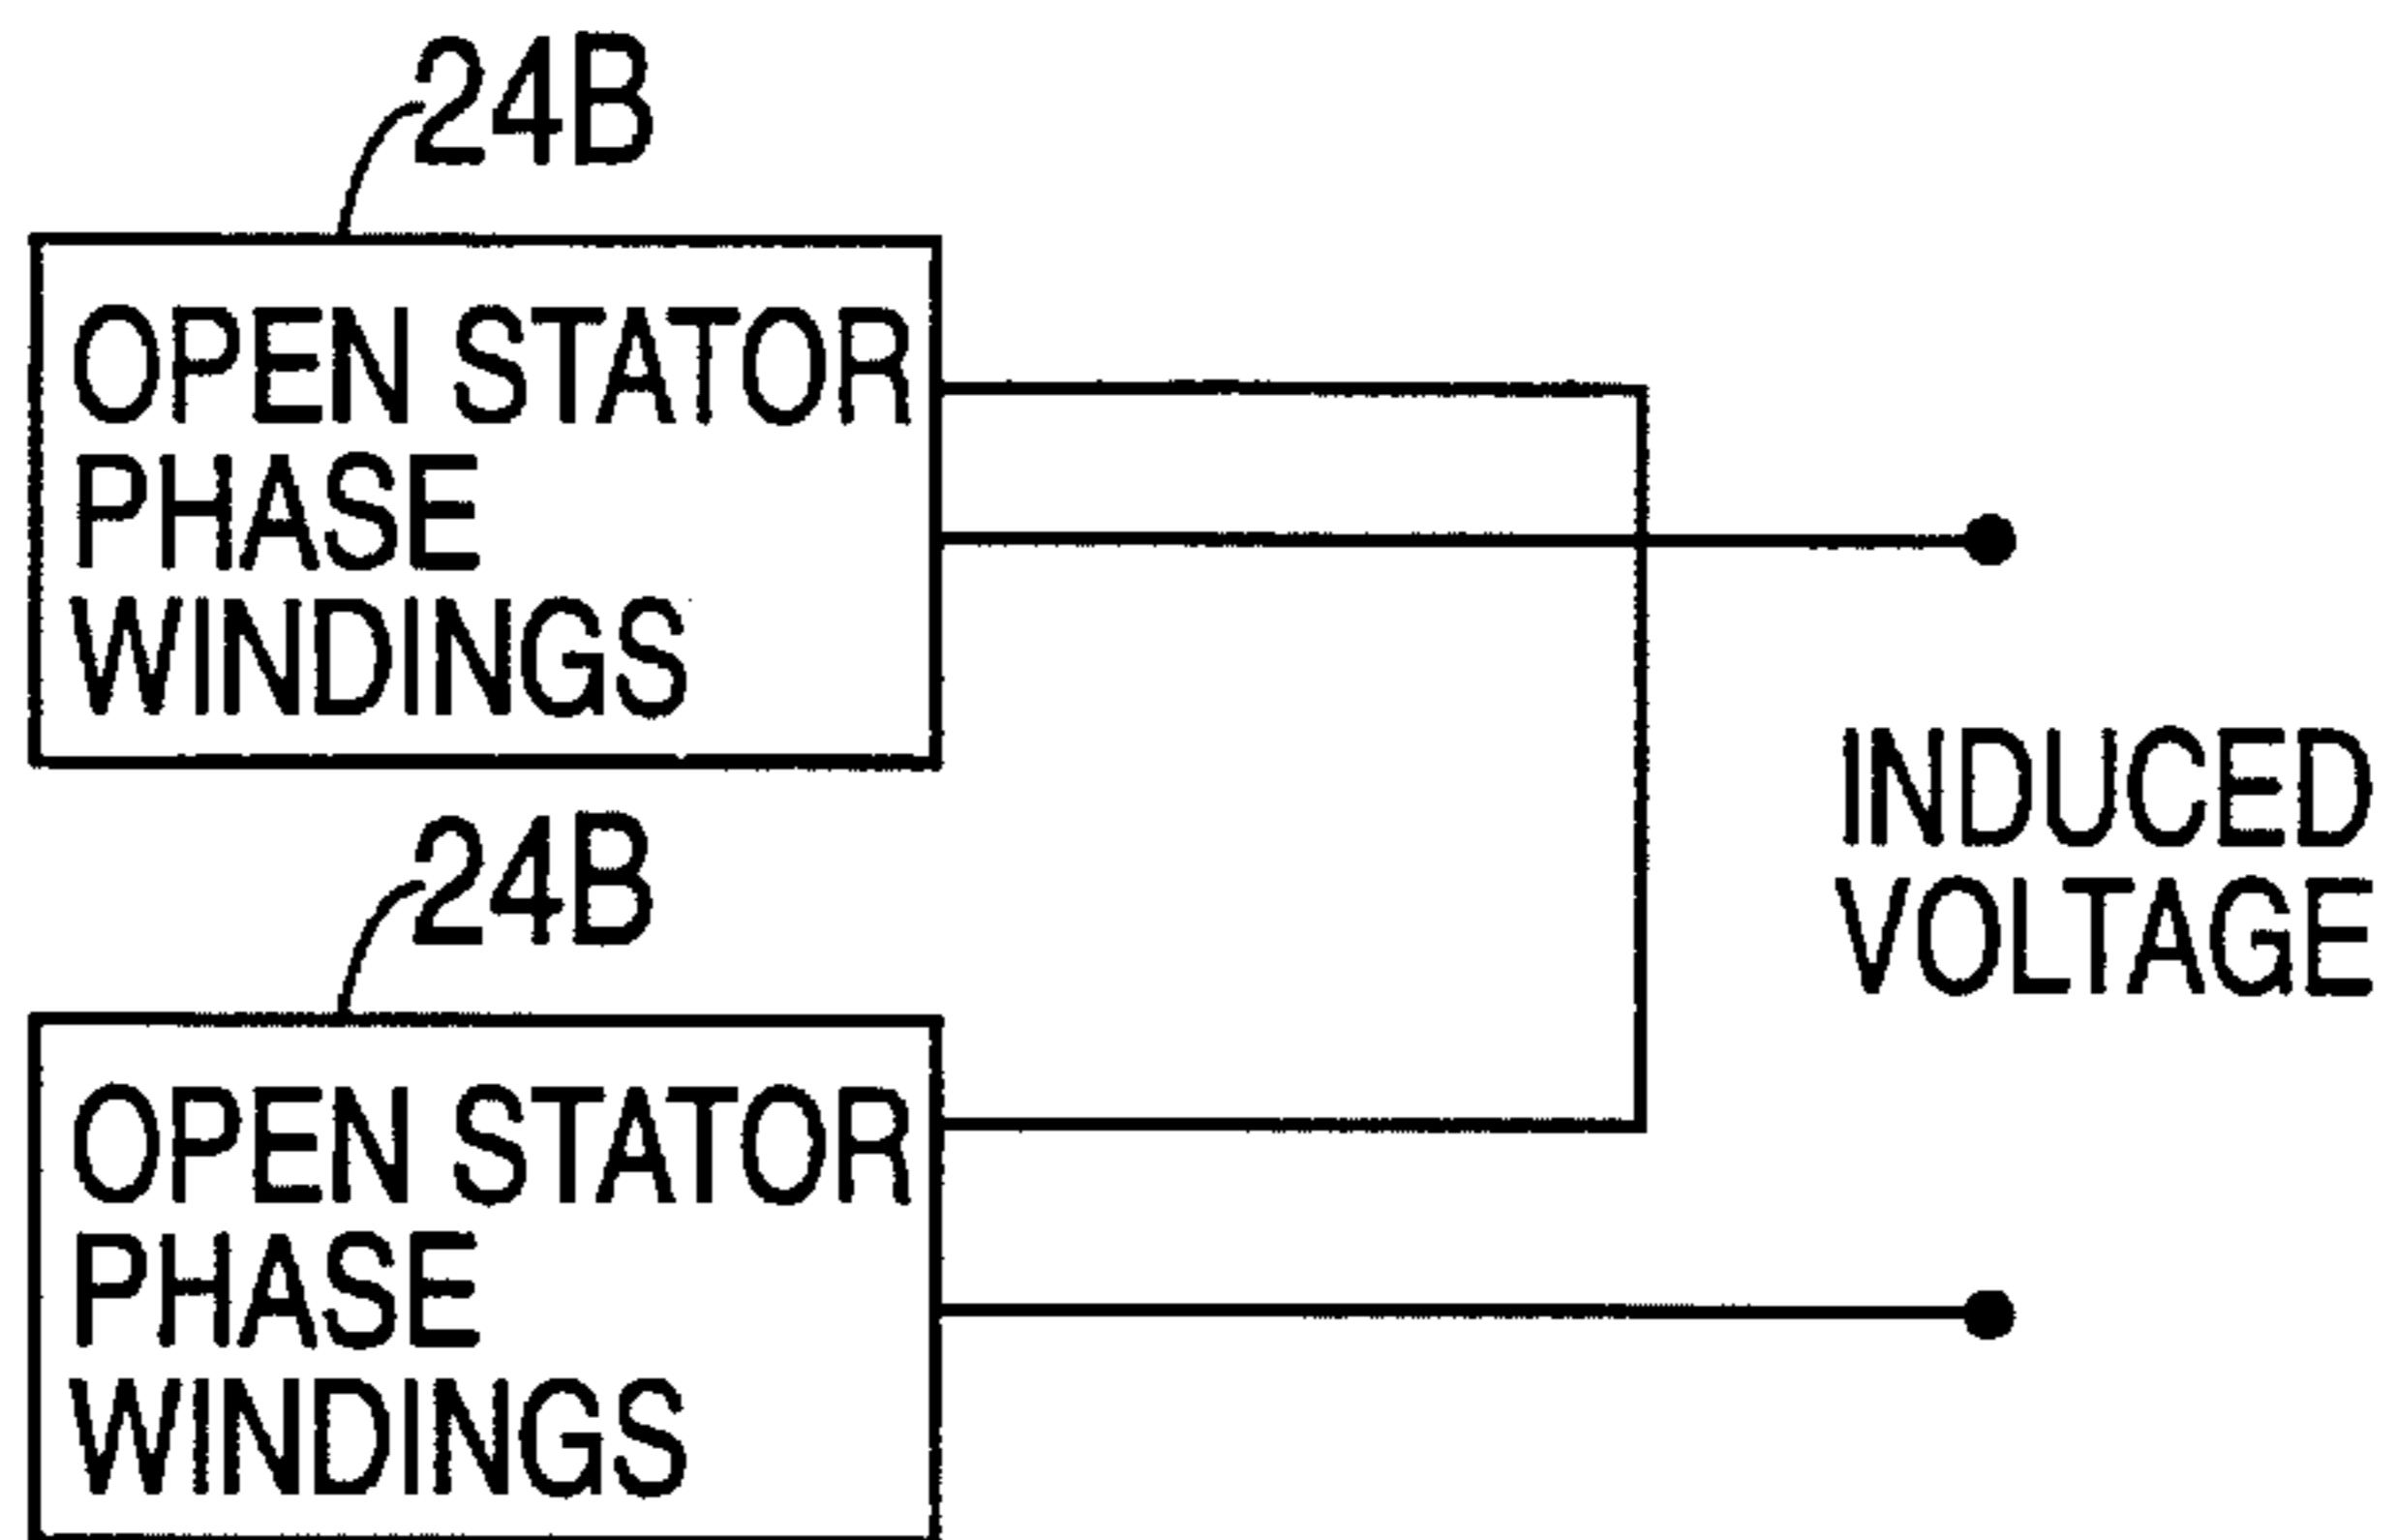 24B
OPEN STATOR
PHASE
WINDINGS
INDUCED
VOLTAGE
24B
OPEN STATOR
PHASE
WINDINGS